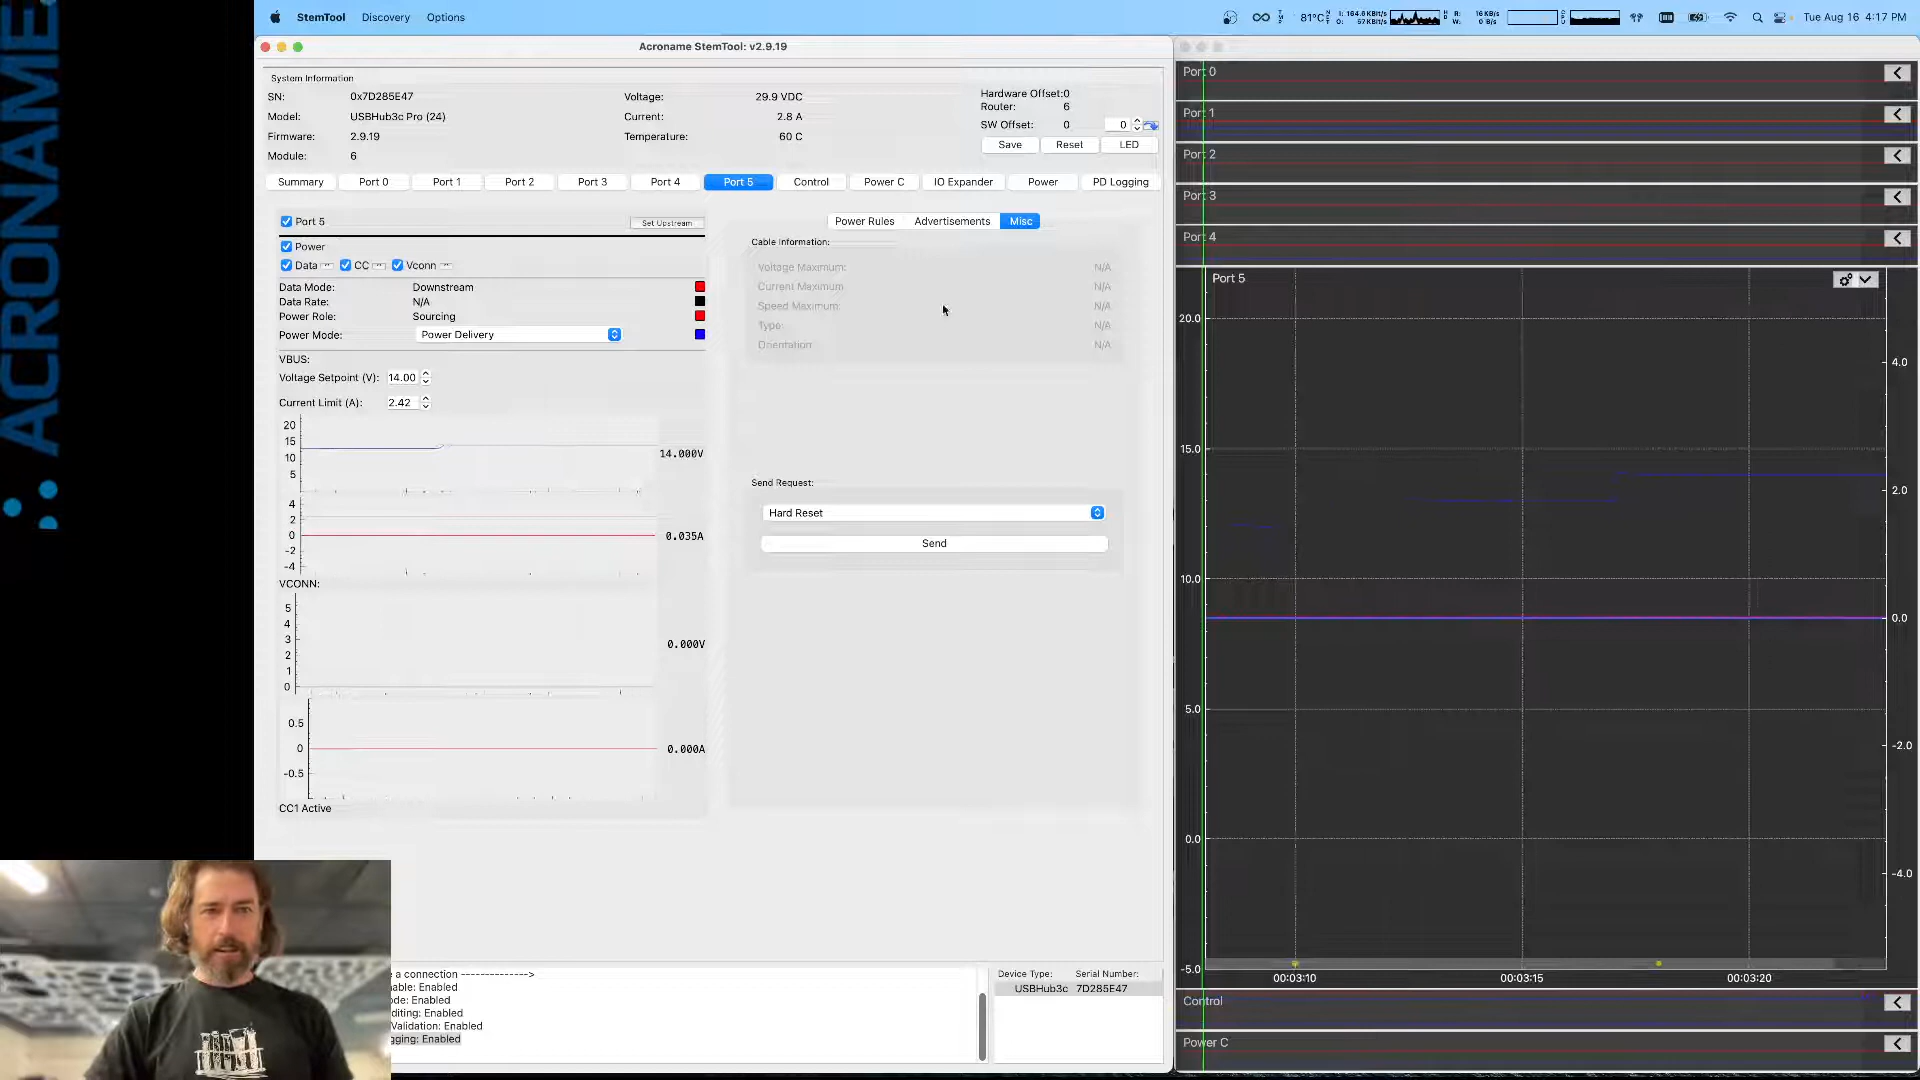 StemTool Discovery Options
81°C I: 164.6KBit/s O: 57 KBit/s R: 16 KB/s W: 0 B/s Tue Aug 16 4:17 PM
ACRONAME
Acroname StemTool: v2.9.19
System Information
SN: 0x7D285E47 Voltage: 29.9 VDC Hardware Offset:0
Model: USBHub3c Pro (24) Current: 2.8 A Router: 6
Firmware: 2.9.19 Temperature: 60 C SW Offset: 0 0
Module: 6 Save Reset LED
Summary Port 0 Port 1 Port 2 Port 3 Port 4 Port 5 Control Power C IO Expander Power PD Logging
Port 5 Set Upstream
Power
Data CC Vconn
Data Mode: Downstream
Data Rate: N/A
Power Role: Sourcing
Power Mode: Power Delivery
VBUS:
Voltage Setpoint (V): 14.00
Current Limit (A): 2.42
20
15
10
5
14.000V
4
2
0
-2
-4
0.035A
VCONN:
5
4
3
2
1
0
0.000V
0.5
0
-0.5
0.000A
CC1 Active
Power Rules Advertisements Misc
Cable Information:
Voltage Maximum: N/A
Current Maximum N/A
Speed Maximum: N/A
Type: N/A
Orientation N/A
Send Request:
Hard Reset
Send
e a connection -------------->
able: Enabled
ode: Enabled
diting: Enabled
Validation: Enabled
gging: Enabled
Device Type: Serial Number:
USBHub3c 7D285E47
Port 0
Port 1
Port 2
Port 3
Port 4
Port 5
20.0
15.0
10.0
5.0
0.0
-5.0
4.0
2.0
0.0
-2.0
-4.0
00:03:10 00:03:15 00:03:20
Control
Power C